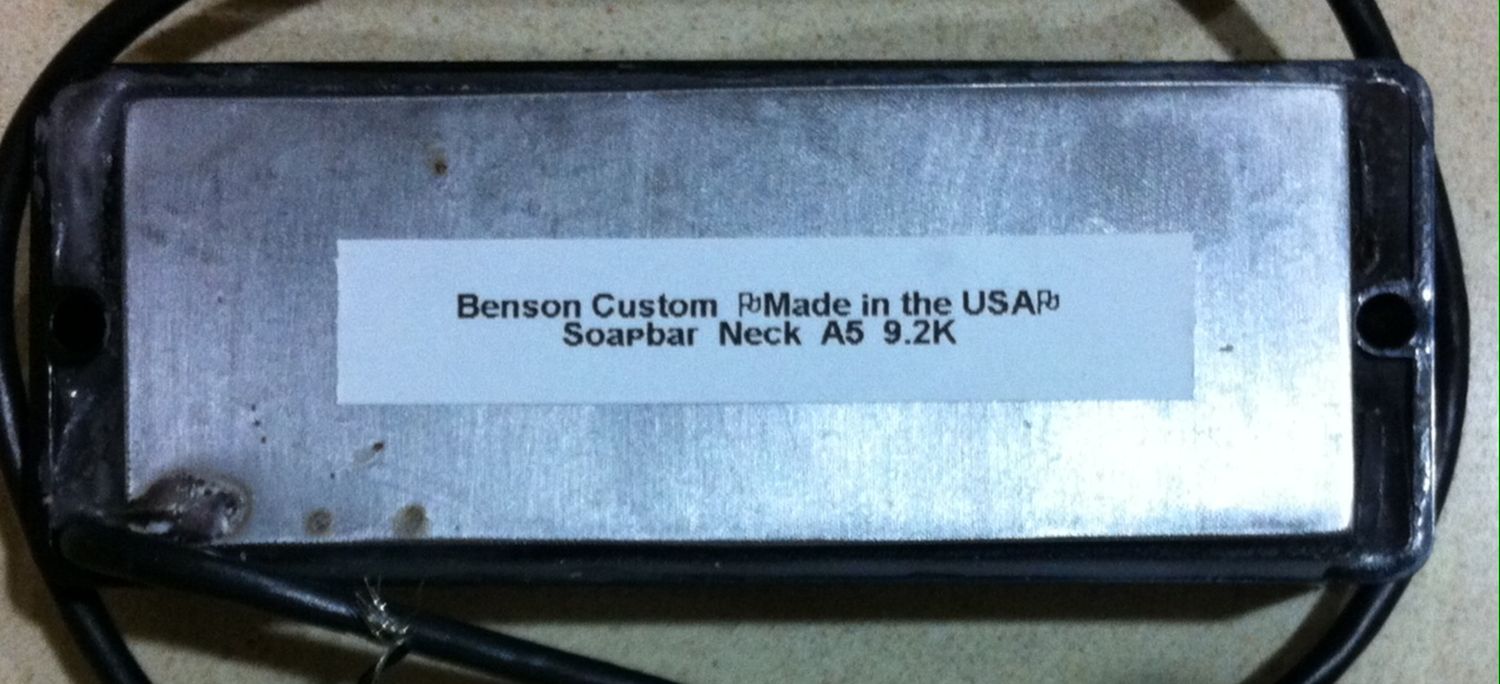 Benson Custom ₧Made in the USA₧
Soapbar Neck A5 9.2K